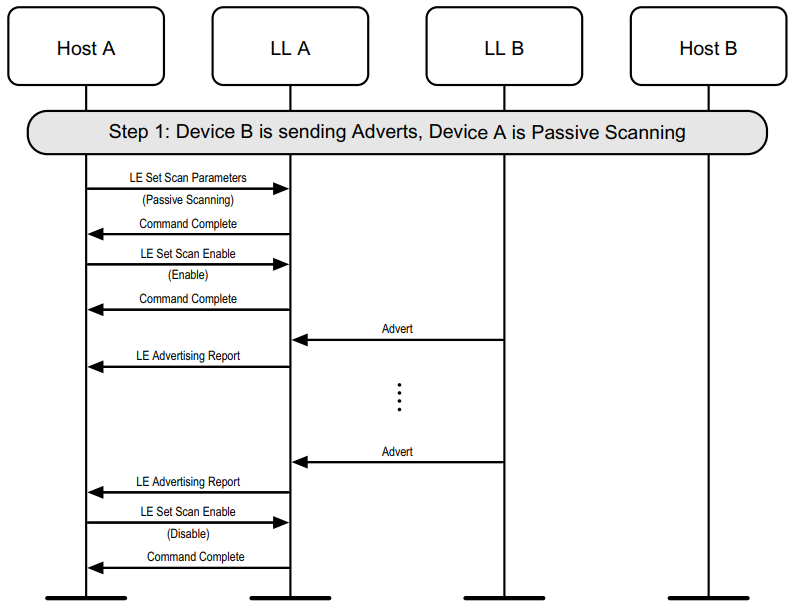 Host A
LL A
LL B
Host B
Step 1: Device B is sending Adverts, Device A is Passive Scanning
LE Set Scan Parameters
(Passive Scanning)
Command Complete
LE Set Scan Enable
(Enable)
Command Complete
Advert
LE Advertising Report
Advert
LE Advertising Report
LE Set Scan Enable
(Disable)
Command Complete